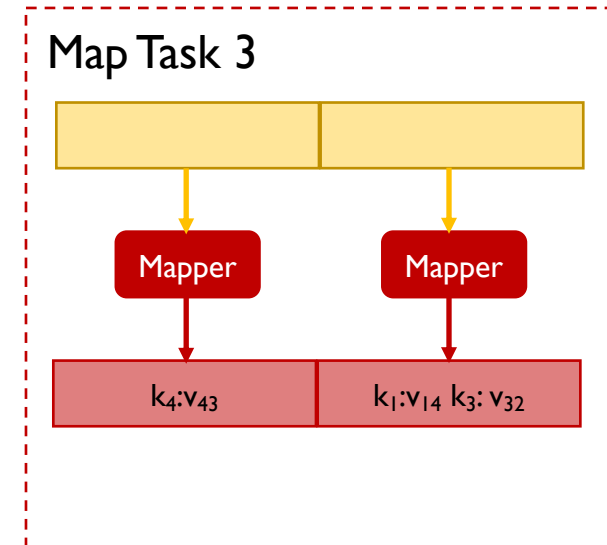 Map Task 3
Mapper Mapper
k₄:v₄₃ k₁:v₁₄ k₃: v₃₂